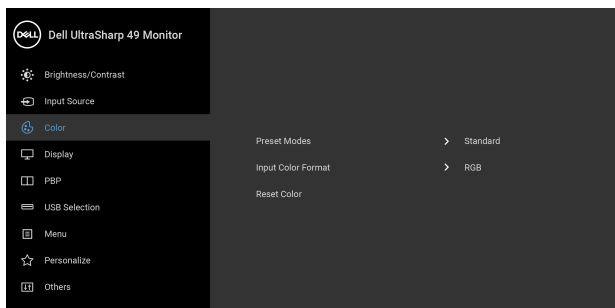 DELL Dell UltraSharp 49 Monitor
Brightness/Contrast
Input Source
Color
Display
PBP
USB Selection
Menu
Personalize
Others
Preset Modes > Standard
Input Color Format > RGB
Reset Color